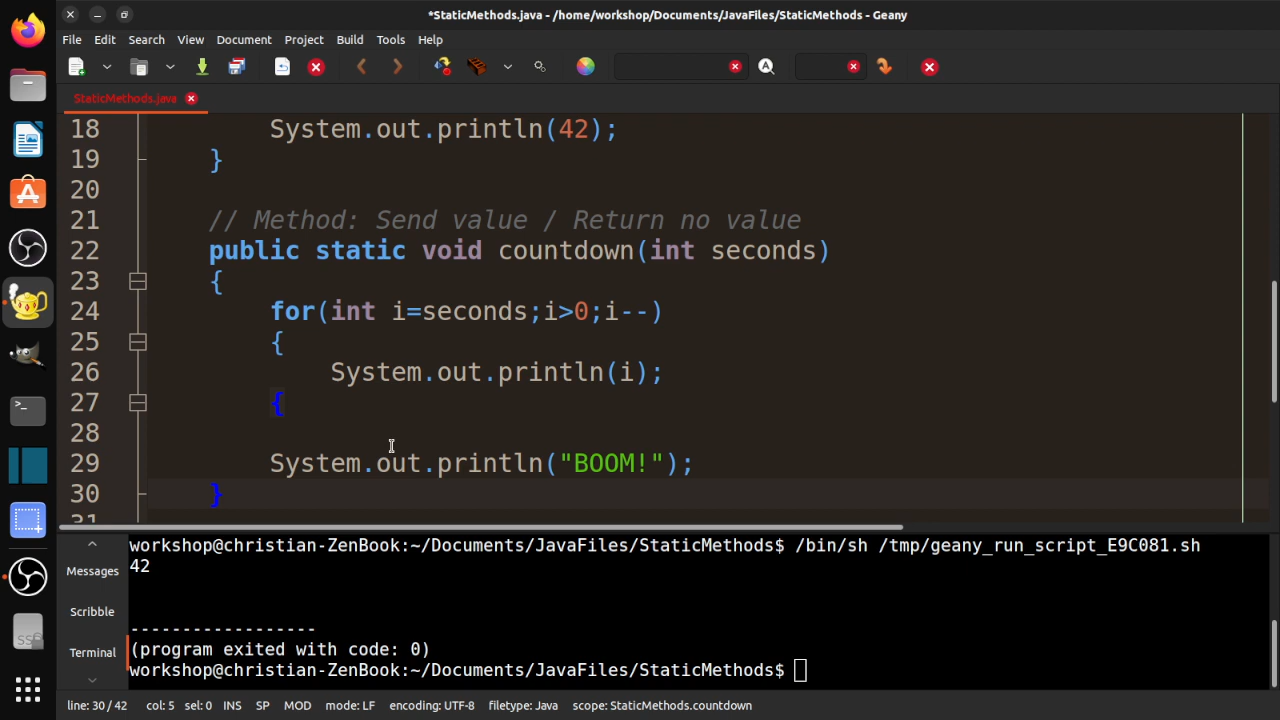 *StaticMethods.java - /home/workshop/Documents/JavaFiles/StaticMethods - Geany
File Edit Search View Document Project Build Tools Help
StaticMethods.java
18 System.out.println(42);
19 }
20
21 // Method: Send value / Return no value
22 public static void countdown(int seconds)
23 {
24 for(int i=seconds;i>0;i--)
25 {
26 System.out.println(i);
27 {
28
29 System.out.println("BOOM!");
30 }
31
workshop@christian-ZenBook:~/Documents/JavaFiles/StaticMethods$ /bin/sh /tmp/geany_run_script_E9C081.sh
Messages
42
Scribble
------------------
(program exited with code: 0)
Terminal
workshop@christian-ZenBook:~/Documents/JavaFiles/StaticMethods$
line: 30 / 42 col: 5 sel: 0 INS SP MOD mode: LF encoding: UTF-8 filetype: Java scope: StaticMethods.countdown